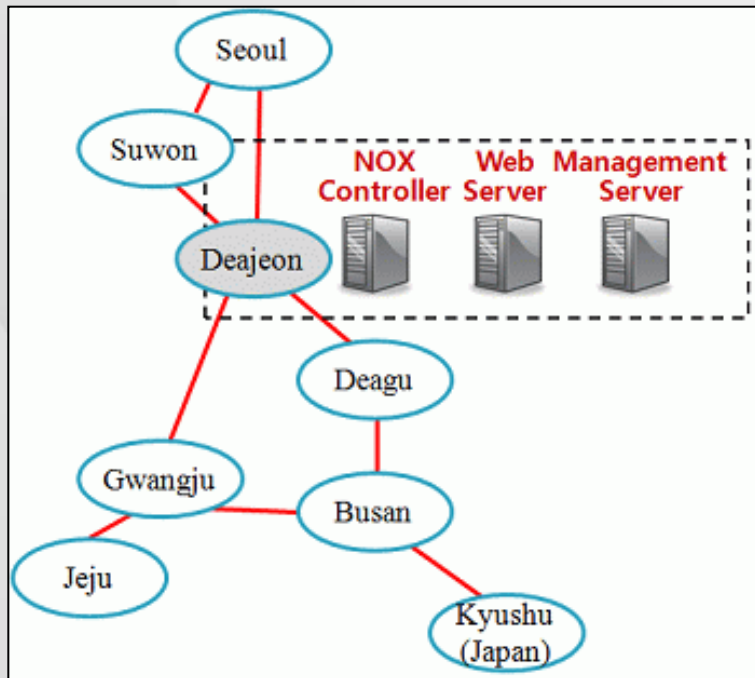 Seoul
Suwon
NOX
Controller
Web
Server
Management
Server
Deajeon
Deagu
Gwangju
Busan
Jeju
Kyushu
(Japan)